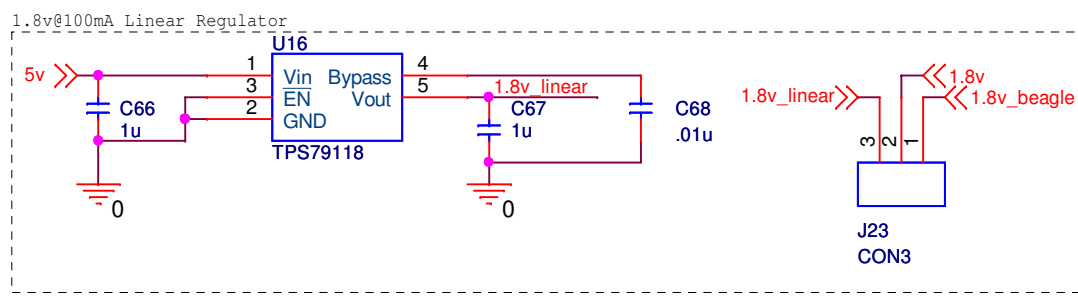 1.8v@100mA Linear Regulator
U16
5v
1
3
2
Vin
EN
GND
Bypass
Vout
4
5
TPS79118
C66
1u
0
1.8v_linear
C67
1u
0
C68
.01u
1.8v_linear
1.8v
1.8v_beagle
3
2
1
J23
CON3